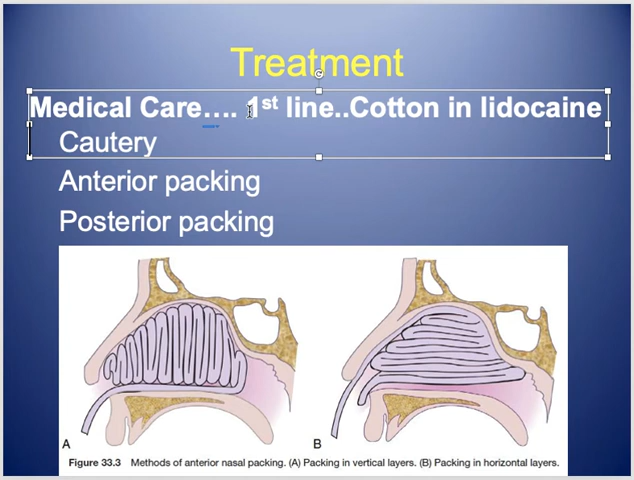 Treatment
Medical Care…. 1st line..Cotton in lidocaine
Cautery
Anterior packing
Posterior packing
A
B
Figure 33.3 Methods of anterior nasal packing. (A) Packing in vertical layers. (B) Packing in horizontal layers.